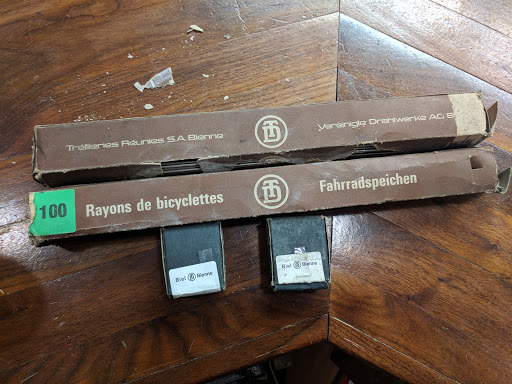 Tréfileries Réunies S.A. Bienne
Vereinigte Drahtwerke AG B
100
Rayons de bicyclettes
Fahrradspeichen
Biel Bienne
Biel Bienne